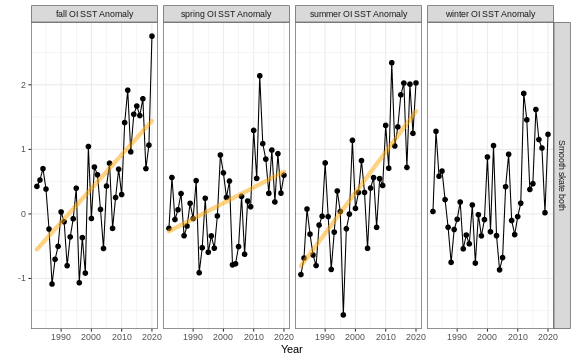 fall OI SST Anomaly spring OI SST Anomaly summer OI SST Anomaly winter OI SST Anomaly
Smooth skate both
2
1
0
-1
1990 2000 2010 2020 1990 2000 2010 2020 1990 2000 2010 2020 1990 2000 2010 2020
Year